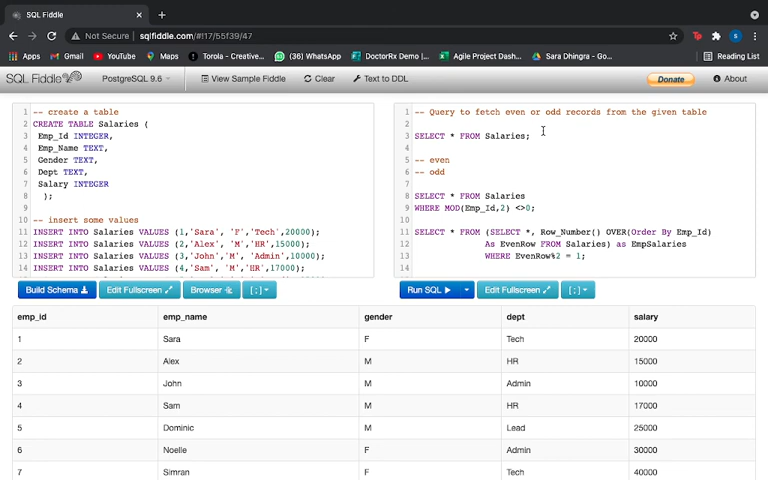 SQL Fiddle
Not Secure | sqlfiddle.com/#!17/55f39/47
Reading List
Apps
Gmail
YouTube
Maps
Torola - Creative...
(36) WhatsApp
DoctorRx Demo |...
Agile Project Dash...
Sara Dhingra - Go...
SQL Fiddle
PostgreSQL 9.6
View Sample Fiddle
Clear
Text to DDL
Donate
About
1 -- create a table
2 CREATE TABLE Salaries (
3 Emp_Id INTEGER,
4 Emp_Name TEXT,
5 Gender TEXT,
6 Dept TEXT,
7 Salary INTEGER
8 );
9
10 -- insert some values
11 INSERT INTO Salaries VALUES (1,'Sara', 'F','Tech',20000);
12 INSERT INTO Salaries VALUES (2,'Alex', 'M','HR',15000);
13 INSERT INTO Salaries VALUES (3,'John','M', 'Admin',10000);
14 INSERT INTO Salaries VALUES (4,'Sam', 'M','HR',17000);
1 -- Query to fetch even or odd records from the given table
2
3 SELECT * FROM Salaries;
4
5 -- even
6 -- odd
7
8 SELECT * FROM Salaries
9 WHERE MOD(Emp_Id,2) <>0;
10
11 SELECT * FROM (SELECT *, Row_Number() OVER(Order By Emp_Id)
12 As EvenRow FROM Salaries) as EmpSalaries
13 WHERE EvenRow%2 = 1;
14
Build Schema
Edit Fullscreen
Browser
[ ; ]
Run SQL
Edit Fullscreen
[ ; ]
emp_id emp_name gender dept salary
1 Sara F Tech 20000
2 Alex M HR 15000
3 John M Admin 10000
4 Sam M HR 17000
5 Dominic M Lead 25000
6 Noelle F Admin 30000
7 Simran F Tech 40000